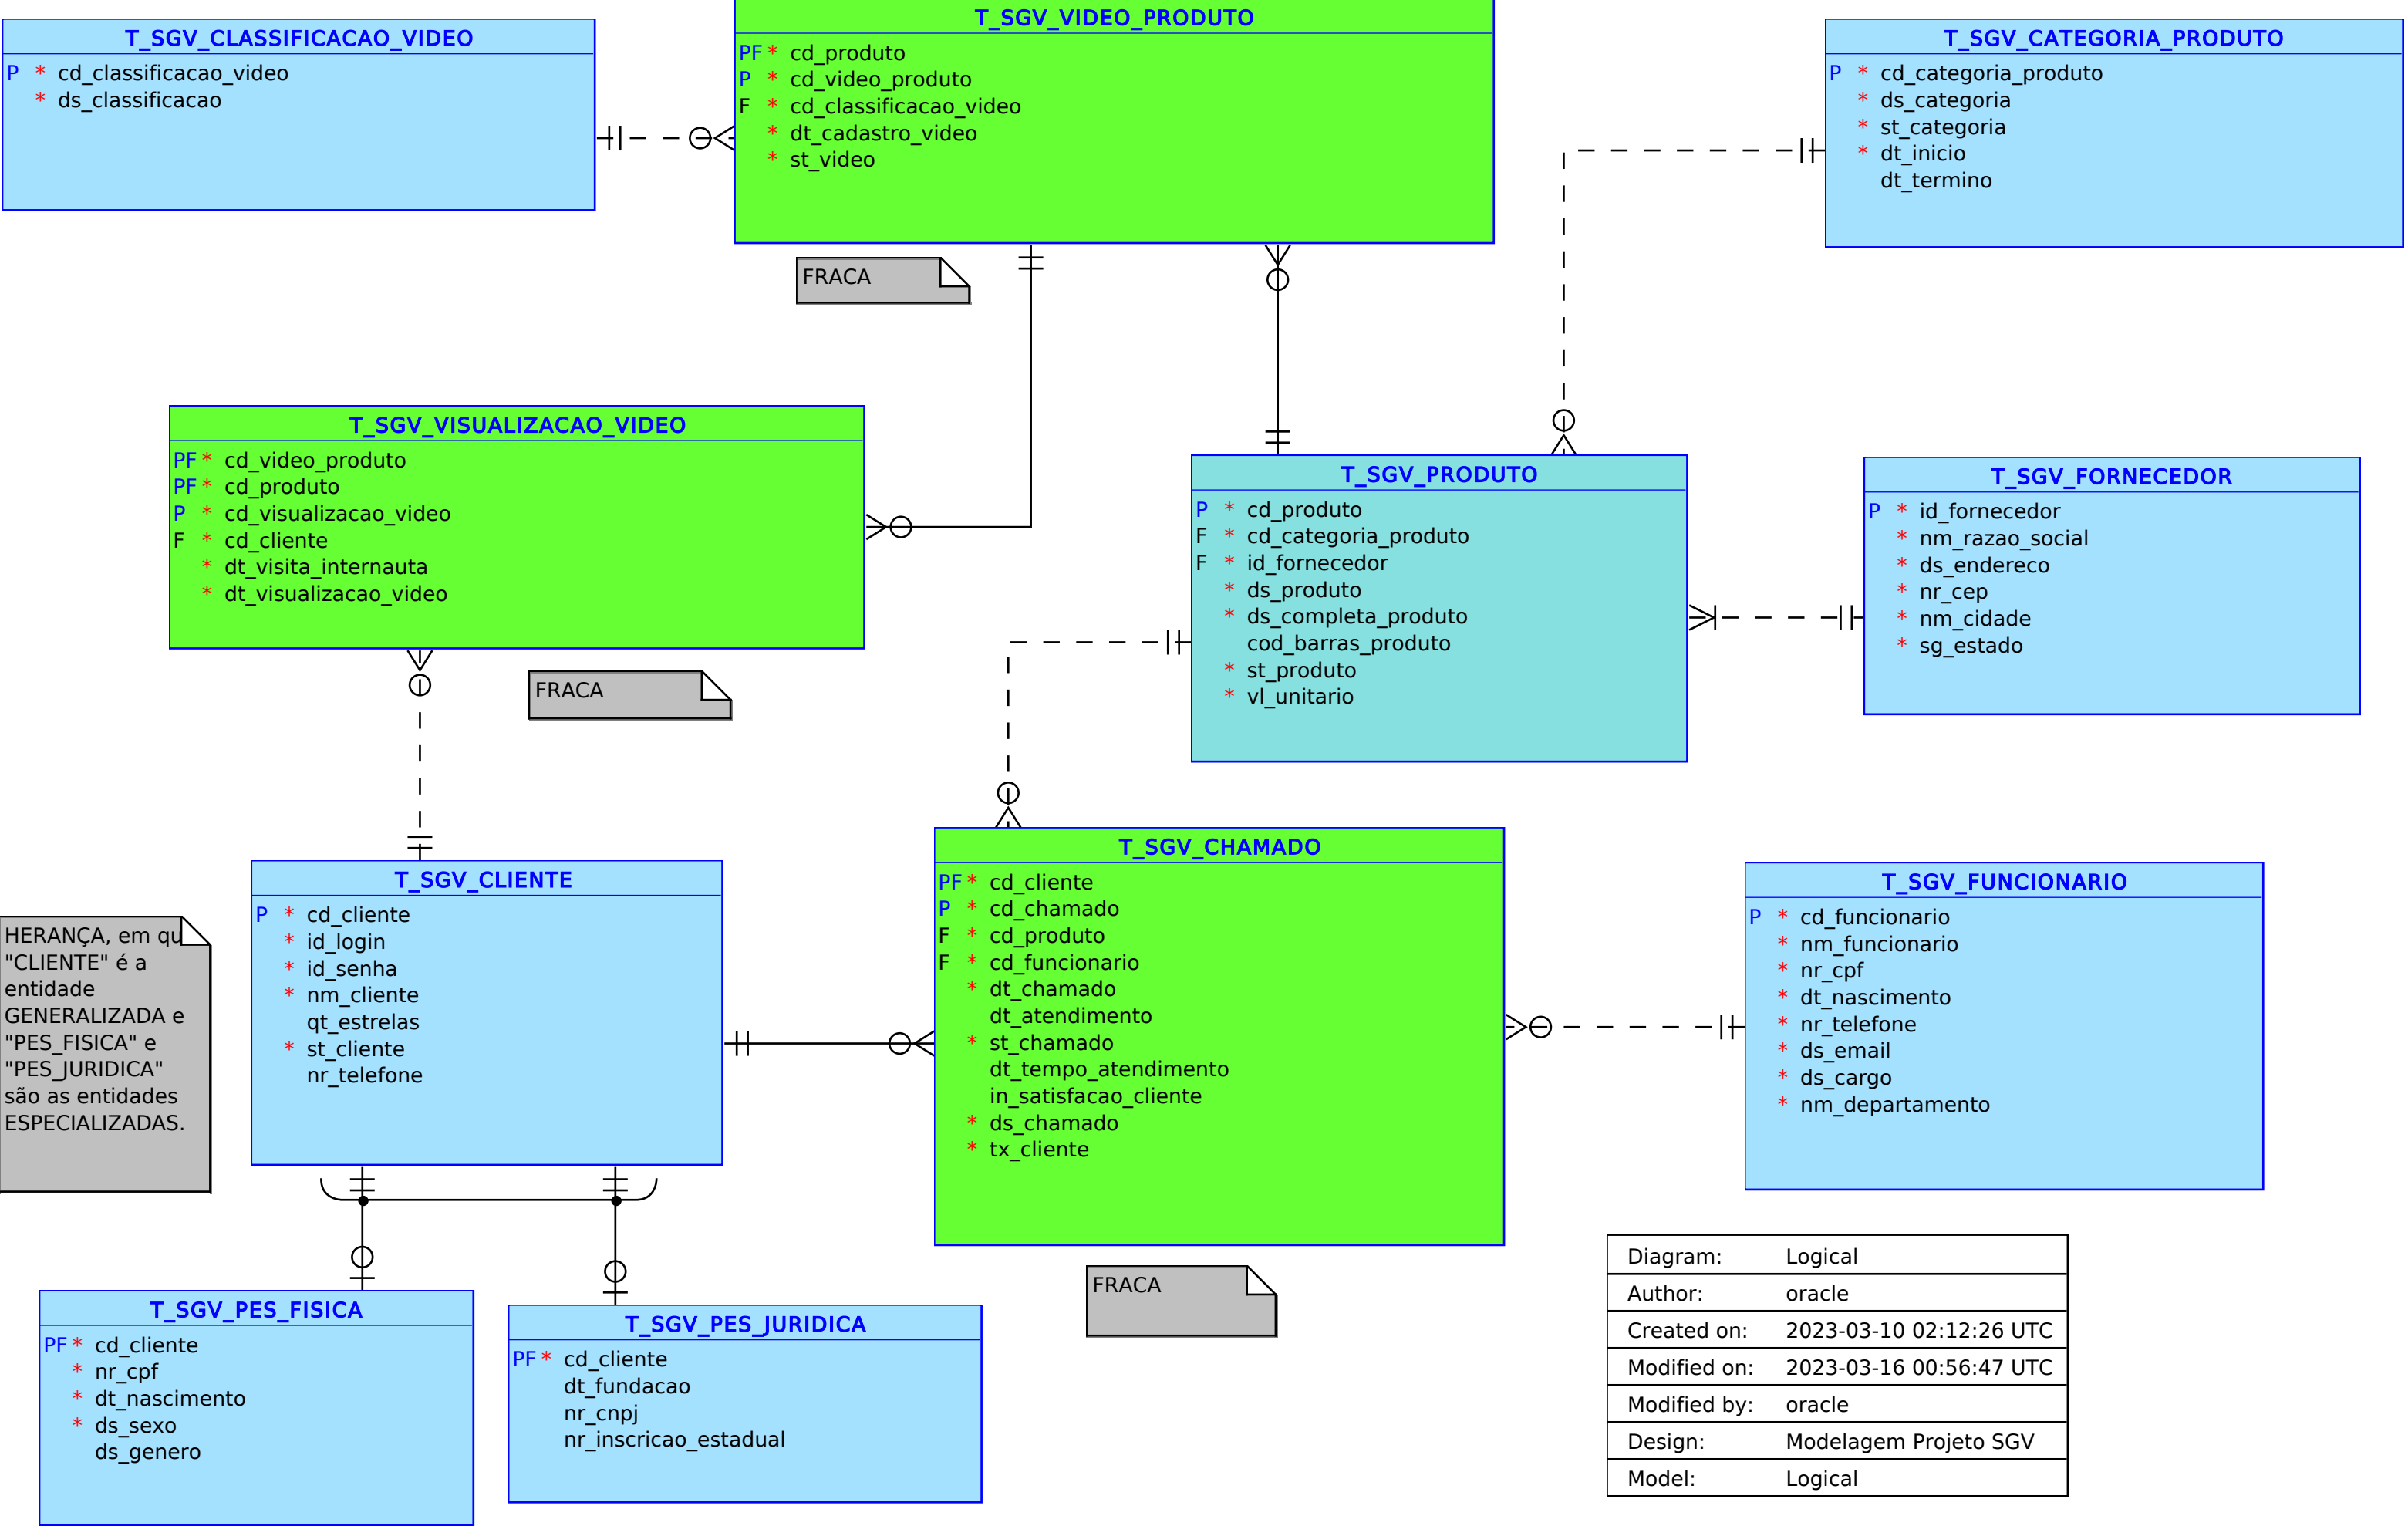 T_SGV_CLASSIFICACAO_VIDEO
P * cd_classificacao_video
* ds_classificacao
T_SGV_VIDEO_PRODUTO
PF * cd_produto
P * cd_video_produto
F * cd_classificacao_video
* dt_cadastro_video
* st_video
FRACA
T_SGV_CATEGORIA_PRODUTO
P * cd_categoria_produto
* ds_categoria
* st_categoria
* dt_inicio
dt_termino
T_SGV_VISUALIZACAO_VIDEO
PF * cd_video_produto
PF * cd_produto
P * cd_visualizacao_video
F * cd_cliente
* dt_visita_internauta
* dt_visualizacao_video
FRACA
T_SGV_PRODUTO
P * cd_produto
F * cd_categoria_produto
F * id_fornecedor
* ds_produto
* ds_completa_produto
cod_barras_produto
* st_produto
* vl_unitario
T_SGV_FORNECEDOR
P * id_fornecedor
* nm_razao_social
* ds_endereco
* nr_cep
* nm_cidade
* sg_estado
HERANÇA, em qu
"CLIENTE" é a
entidade
GENERALIZADA e
"PES_FISICA" e
"PES_JURIDICA"
são as entidades
ESPECIALIZADAS.
T_SGV_CLIENTE
P * cd_cliente
* id_login
* id_senha
* nm_cliente
qt_estrelas
* st_cliente
nr_telefone
T_SGV_CHAMADO
PF * cd_cliente
P * cd_chamado
F * cd_produto
F * cd_funcionario
* dt_chamado
dt_atendimento
* st_chamado
dt_tempo_atendimento
in_satisfacao_cliente
* ds_chamado
* tx_cliente
FRACA
T_SGV_FUNCIONARIO
P * cd_funcionario
* nm_funcionario
* nr_cpf
* dt_nascimento
* nr_telefone
* ds_email
* ds_cargo
* nm_departamento
T_SGV_PES_FISICA
PF * cd_cliente
* nr_cpf
* dt_nascimento
* ds_sexo
ds_genero
T_SGV_PES_JURIDICA
PF * cd_cliente
dt_fundacao
nr_cnpj
nr_inscricao_estadual
Diagram: Logical
Author: oracle
Created on: 2023-03-10 02:12:26 UTC
Modified on: 2023-03-16 00:56:47 UTC
Modified by: oracle
Design: Modelagem Projeto SGV
Model: Logical